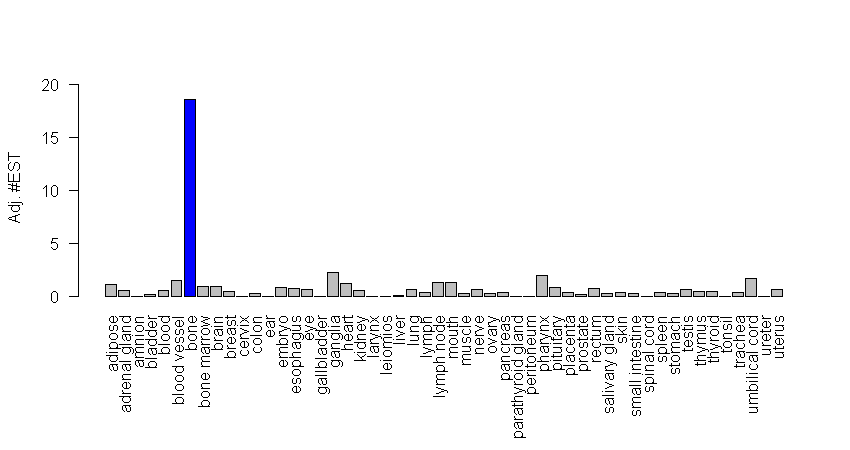 Adj. #EST
20
15
10
5
0
adipose
adrenal gland
amnion
bladder
blood
blood vessel
bone
bone marrow
brain
breast
cervix
colon
ear
embryo
esophagus
eye
gallbladder
ganglia
heart
kidney
larynx
leiomios
liver
lung
lymph
lymph node
mouth
muscle
nerve
ovary
pancreas
parathyroid gland
peritoneum
pharynx
pituitary
placenta
prostate
rectum
salivary gland
skin
small intestine
spinal cord
spleen
stomach
testis
thymus
thyroid
tonsil
trachea
umbilical cord
ureter
uterus